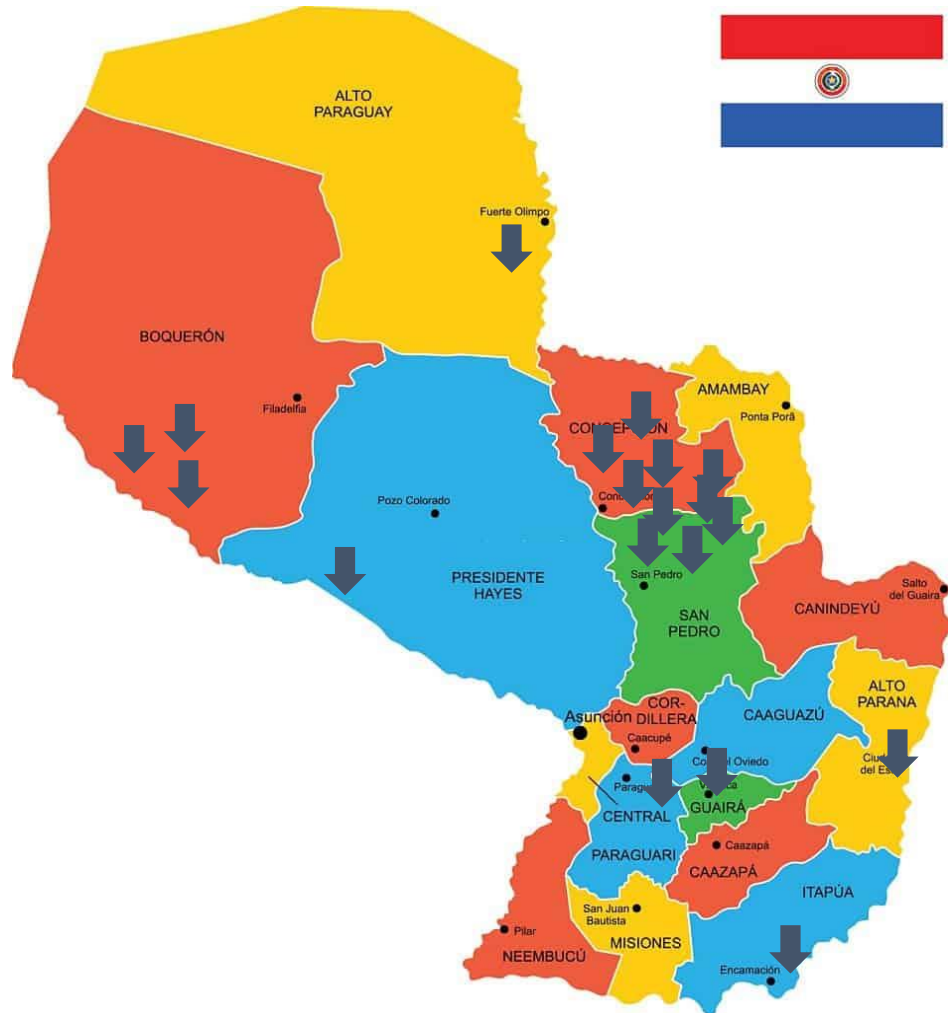 ALTO
PARAGUAY
Fuerte Olimpo
BOQUERÓN
Filadelfia
AMAMBAY
Ponta Porã
Pozo Colorado
PRESIDENTE
HAYES
San Pedro
SAN
PEDRO
Salto
del Guaira
CANINDEYÚ
ALTO
PARANA
COR-
DILLERA
Asunción
CAAGUAZÚ
Caacupé
Oviedo
GUAIRÁ
CENTRAL
PARAGUARI
Caazapá
CAAZAPÁ
ITAPÚA
San Juan
Bautista
MISIONES
Pilar
NEEMBUCÚ
Encarnación